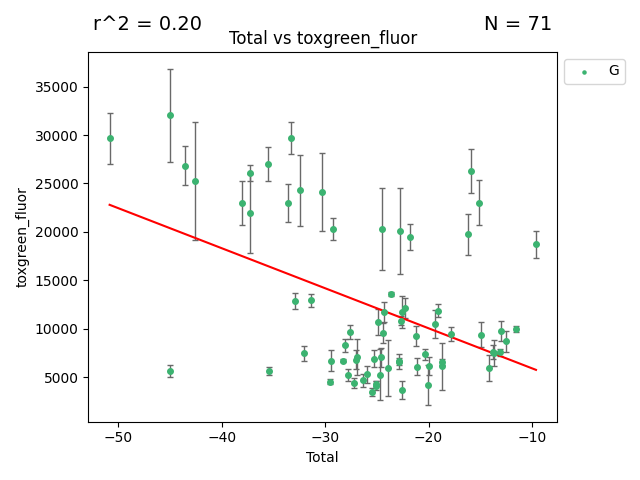 r^2 = 0.20
N = 71
Total vs toxgreen_fluor
G
35000
30000
25000
20000
15000
10000
5000
toxgreen_fluor
−50
−40
−30
−20
−10
Total